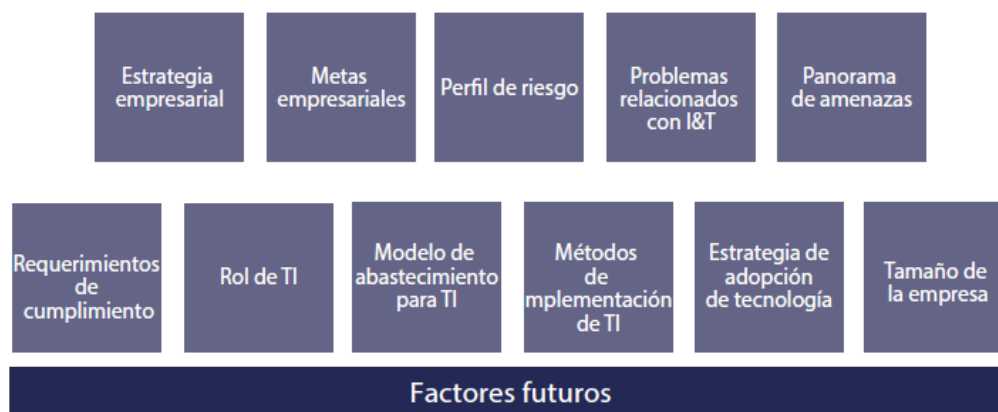 Estrategia
empresarial
Metas
empresariales
Perfil de riesgo
Problemas
relacionados
con I&T
Panorama
de amenazas
Requerimientos
de
cumplimiento
Rol de TI
Modelo de
abastecimiento
para TI
Métodos
de
mplementación
de TI
Estrategia de
adopción
de tecnología
Tamaño de
la empresa
Factores futuros